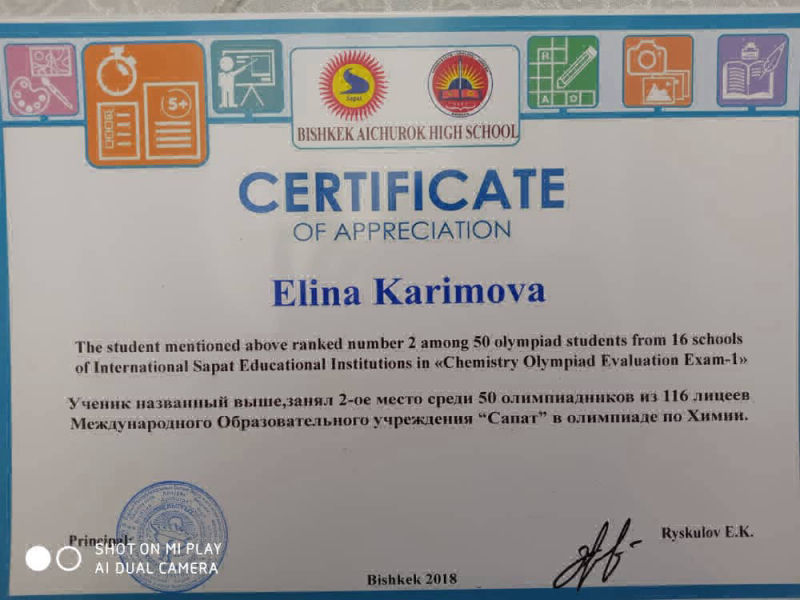 5+
Sapat
R
A D
BISHKEK AICHUROK HIGH SCHOOL
CERTIFICATE
OF APPRECIATION
Elina Karimova
The student mentioned above ranked number 2 among 50 olympiad students from 16 schools
of International Sapat Educational Institutions in «Chemistry Olympiad Evaluation Exam-1»
Ученик названный выше,занял 2-ое место среди 50 олимпиадников из 116 лицеев
Международного Образовательного учреждения “Сапат” в олимпиаде по Химии.
Principal:
Ryskulov E.K.
SHOT ON MI PLAY
AI DUAL CAMERA
Bishkek 2018